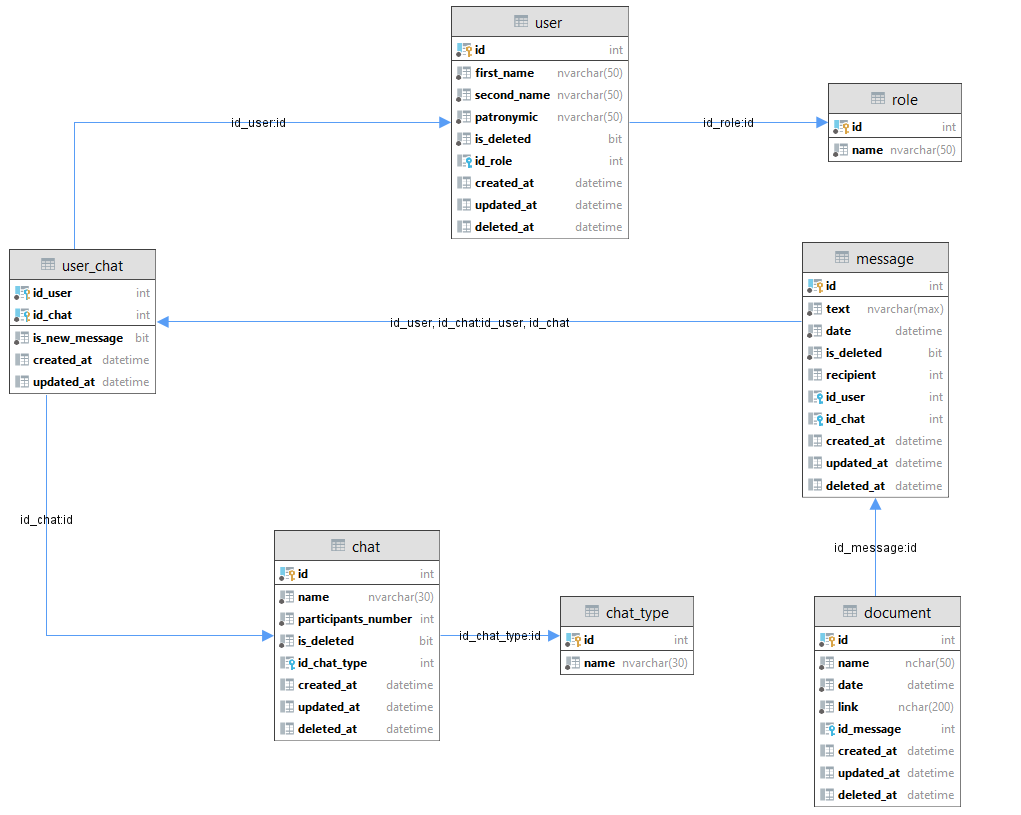 user
id int
first_name nvarchar(50)
second_name nvarchar(50)
patronymic nvarchar(50)
is_deleted bit
id_role int
created_at datetime
updated_at datetime
deleted_at datetime
id_user:id
id_role:id
role
id int
name nvarchar(50)
user_chat
id_user int
id_chat int
is_new_message bit
created_at datetime
updated_at datetime
id_user, id_chat:id_user, id_chat
message
id int
text nvarchar(max)
date datetime
is_deleted bit
recipient int
id_user int
id_chat int
created_at datetime
updated_at datetime
deleted_at datetime
id_chat:id
id_message:id
chat
id int
name nvarchar(30)
participants_number int
is_deleted bit
id_chat_type int
created_at datetime
updated_at datetime
deleted_at datetime
id_chat_type:id
chat_type
id int
name nvarchar(30)
document
id int
name nchar(50)
date datetime
link nchar(200)
id_message int
created_at datetime
updated_at datetime
deleted_at datetime